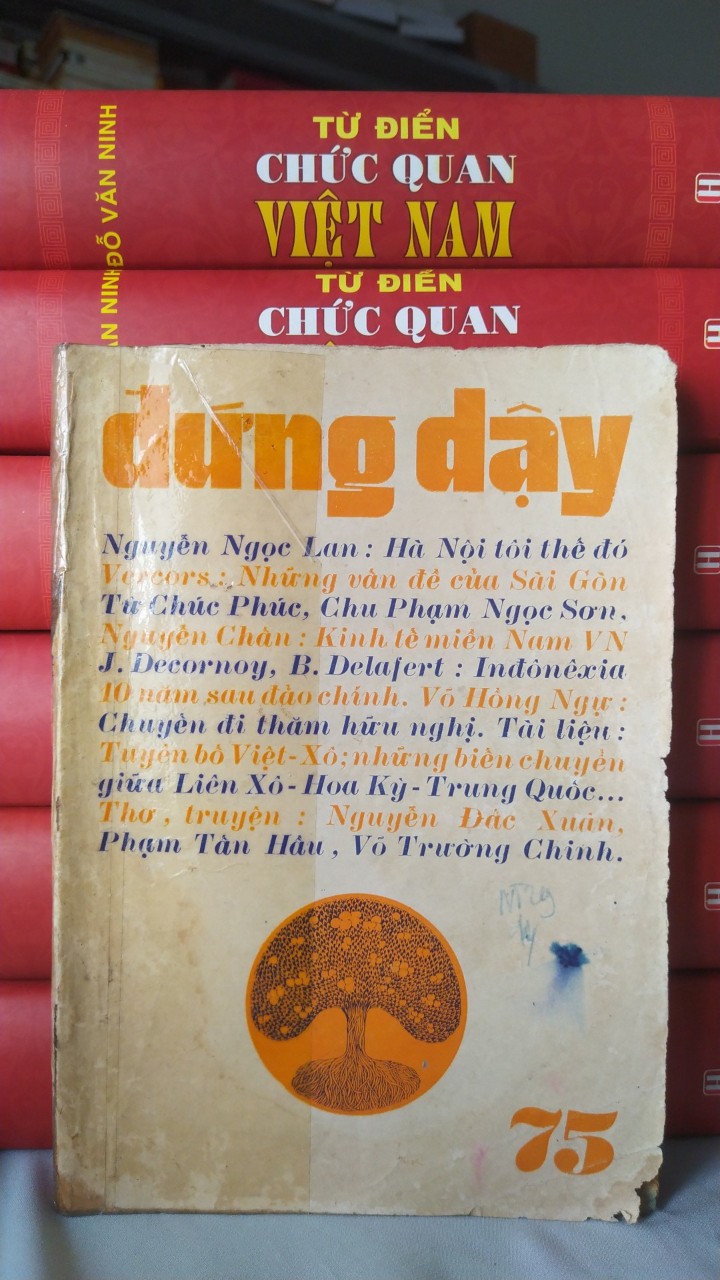 TỪ ĐIỂN
CHỨC QUAN
VIỆT NAM
ĐỖ VĂN NINH
H
TỪ ĐIỂN
CHỨC QUAN
NINH
H
đứng dậy
Nguyễn Ngọc Lan : Hà Nội tôi thế đó
Vercors : Những vấn đề của Sài Gòn
Từ Chúc Phúc, Chu Phạm Ngọc Sơn,
Nguyễn Chân : Kinh tế miền Nam VN
J. Decornoy, B. Delafert : Inđônêxia
10 năm sau đảo chính. Võ Hồng Ngự :
Chuyến đi thăm hữu nghị. Tài liệu :
Tuyên bố Việt-Xô; những biến chuyển
giữa Liên Xô - Hoa Kỳ - Trung Quốc...
Thơ, truyện : Nguyễn Đắc Xuân,
Phạm Tân Hầu, Võ Trường Chinh.
75
H
H
H
H